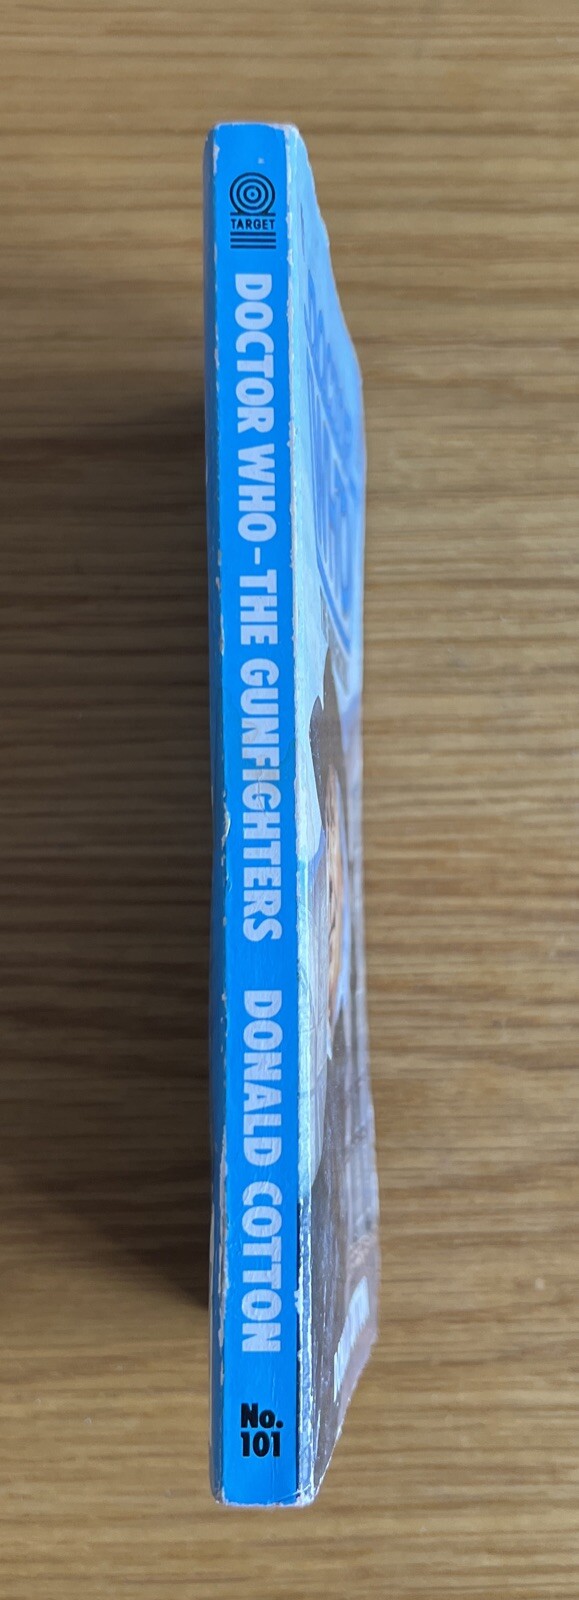 TARGET
DOCTOR WHO-THE GUNFIGHTERS DONALD COTTON
No.
101